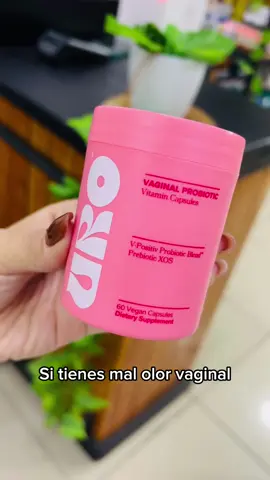 URO
VAGINAL PROBIOTIC
Vitamin Capsules
V-Positiv Probiotic Blend*
Prebiotic XOS
60 Vegan Capsules
Dietary Supplement
Si tienes mal olor vaginal